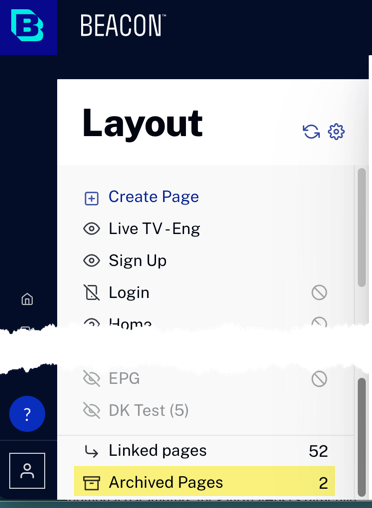 BEACON™
Layout
Create Page
Live TV - Eng
Sign Up
Login
Home
EPG
DK Test (5)
?
Linked pages 52
Archived Pages 2